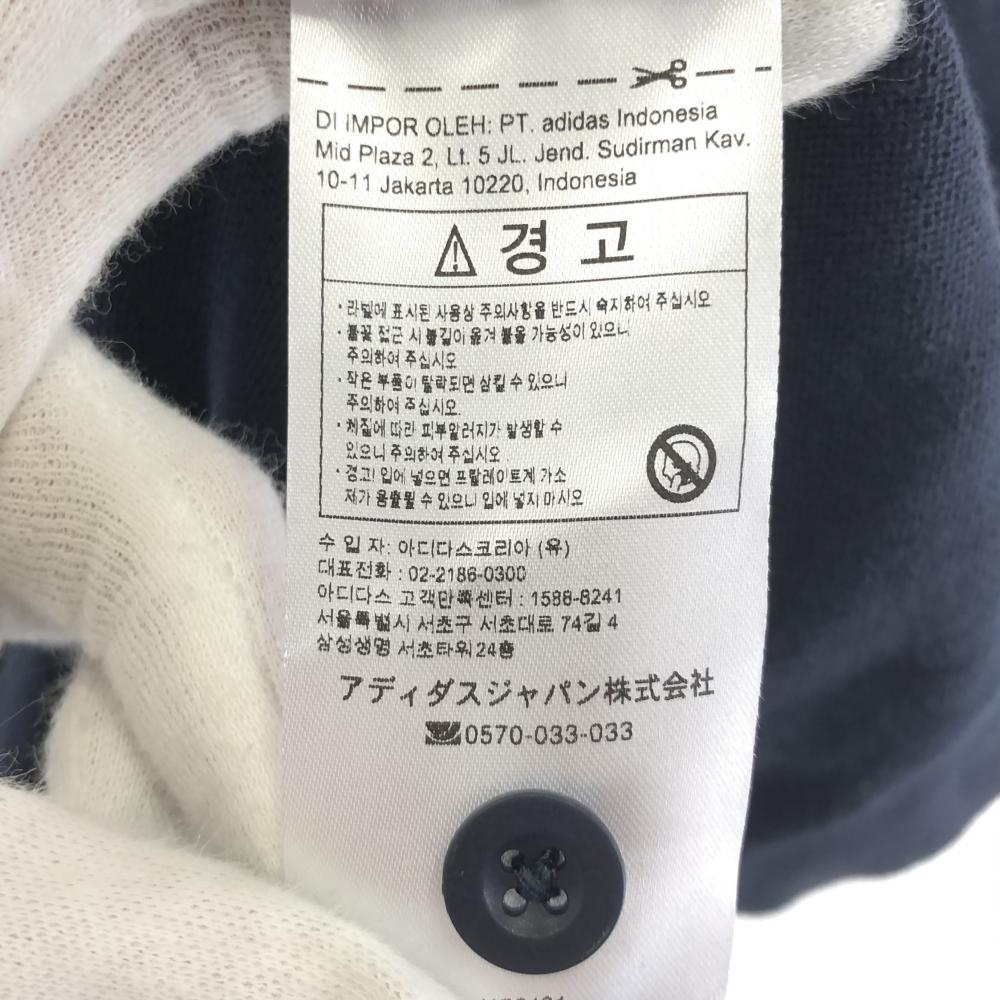 DI IMPOR OLEH: PT. adidas Indonesia
Mid Plaza 2, Lt. 5 JL. Jend. Sudirman Kav.
10-11 Jakarta 10220, Indonesia
경 고
· 라벨에 표시된 사용상 주의사항을 반드시 숙지하여 주십시오
· 불꽃 접근 시 불길이 옮겨 붙을 가능성이 있으니
주의하여 주십시오
· 작은 부품이 탈락되면 삼킬 수 있으니
주의하여 주십시오.
· 체질에 따라 피부알러지가 발생할 수
있으니 주의하여 주십시오.
· 경고! 입에 넣으면 프탈레이트계 가소
제가 용출될 수 있으니 입에 넣지 마시오
수 입 자: 아디다스코리아 (유)
대표전화 : 02-2186-0300
아디다스 고객만족센터 : 1588-8241
서울특별시 서초구 서초대로 74길 4
삼성생명 서초타워 24층
アディダスジャパン株式会社
0570-033-033